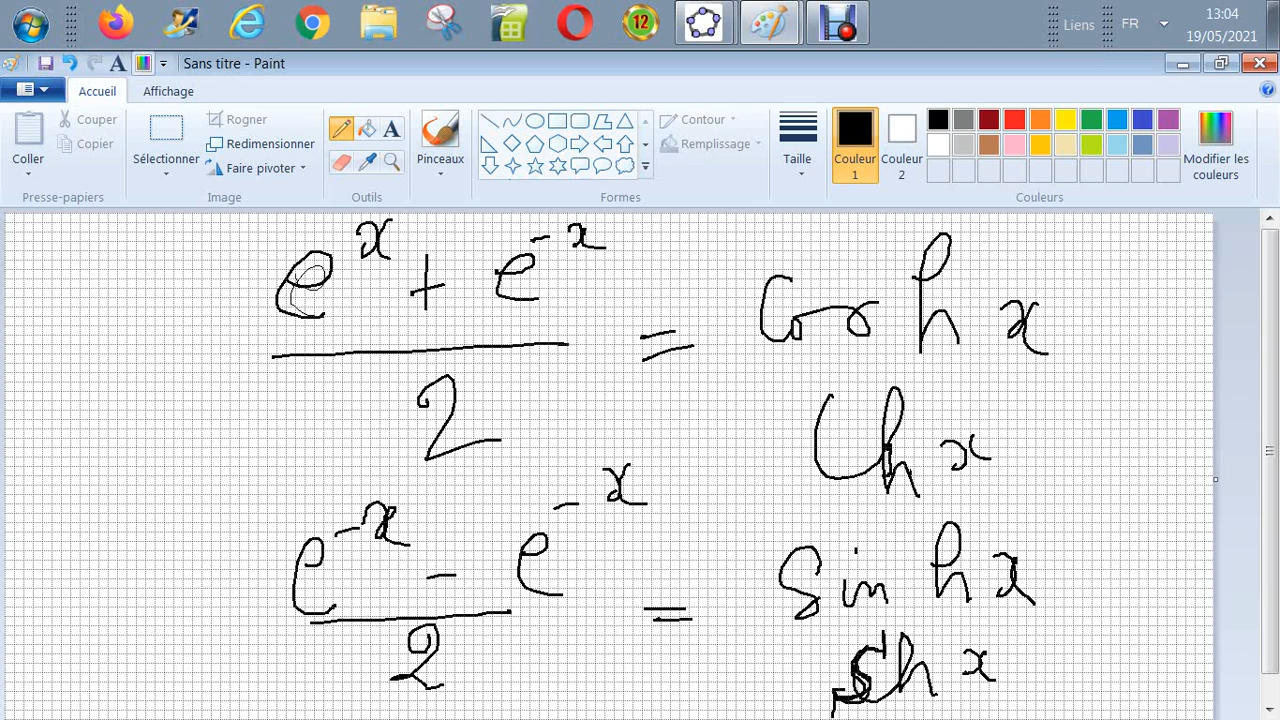 12
Liens
FR
13:04
19/05/2021
Sans titre - Paint
Accueil
Affichage
Coller
Couper
Copier
Presse-papiers
Sélectionner
Rogner
Redimensionner
Faire pivoter
Image
Outils
Pinceaux
Contour
Remplissage
Formes
Taille
Couleur 1
Couleur 2
Modifier les couleurs
Couleurs
(e^x + e^-x) / 2 = Cosh x
Ch x
(e^-x - e^-x) / 2 = Sinh x
Sh x